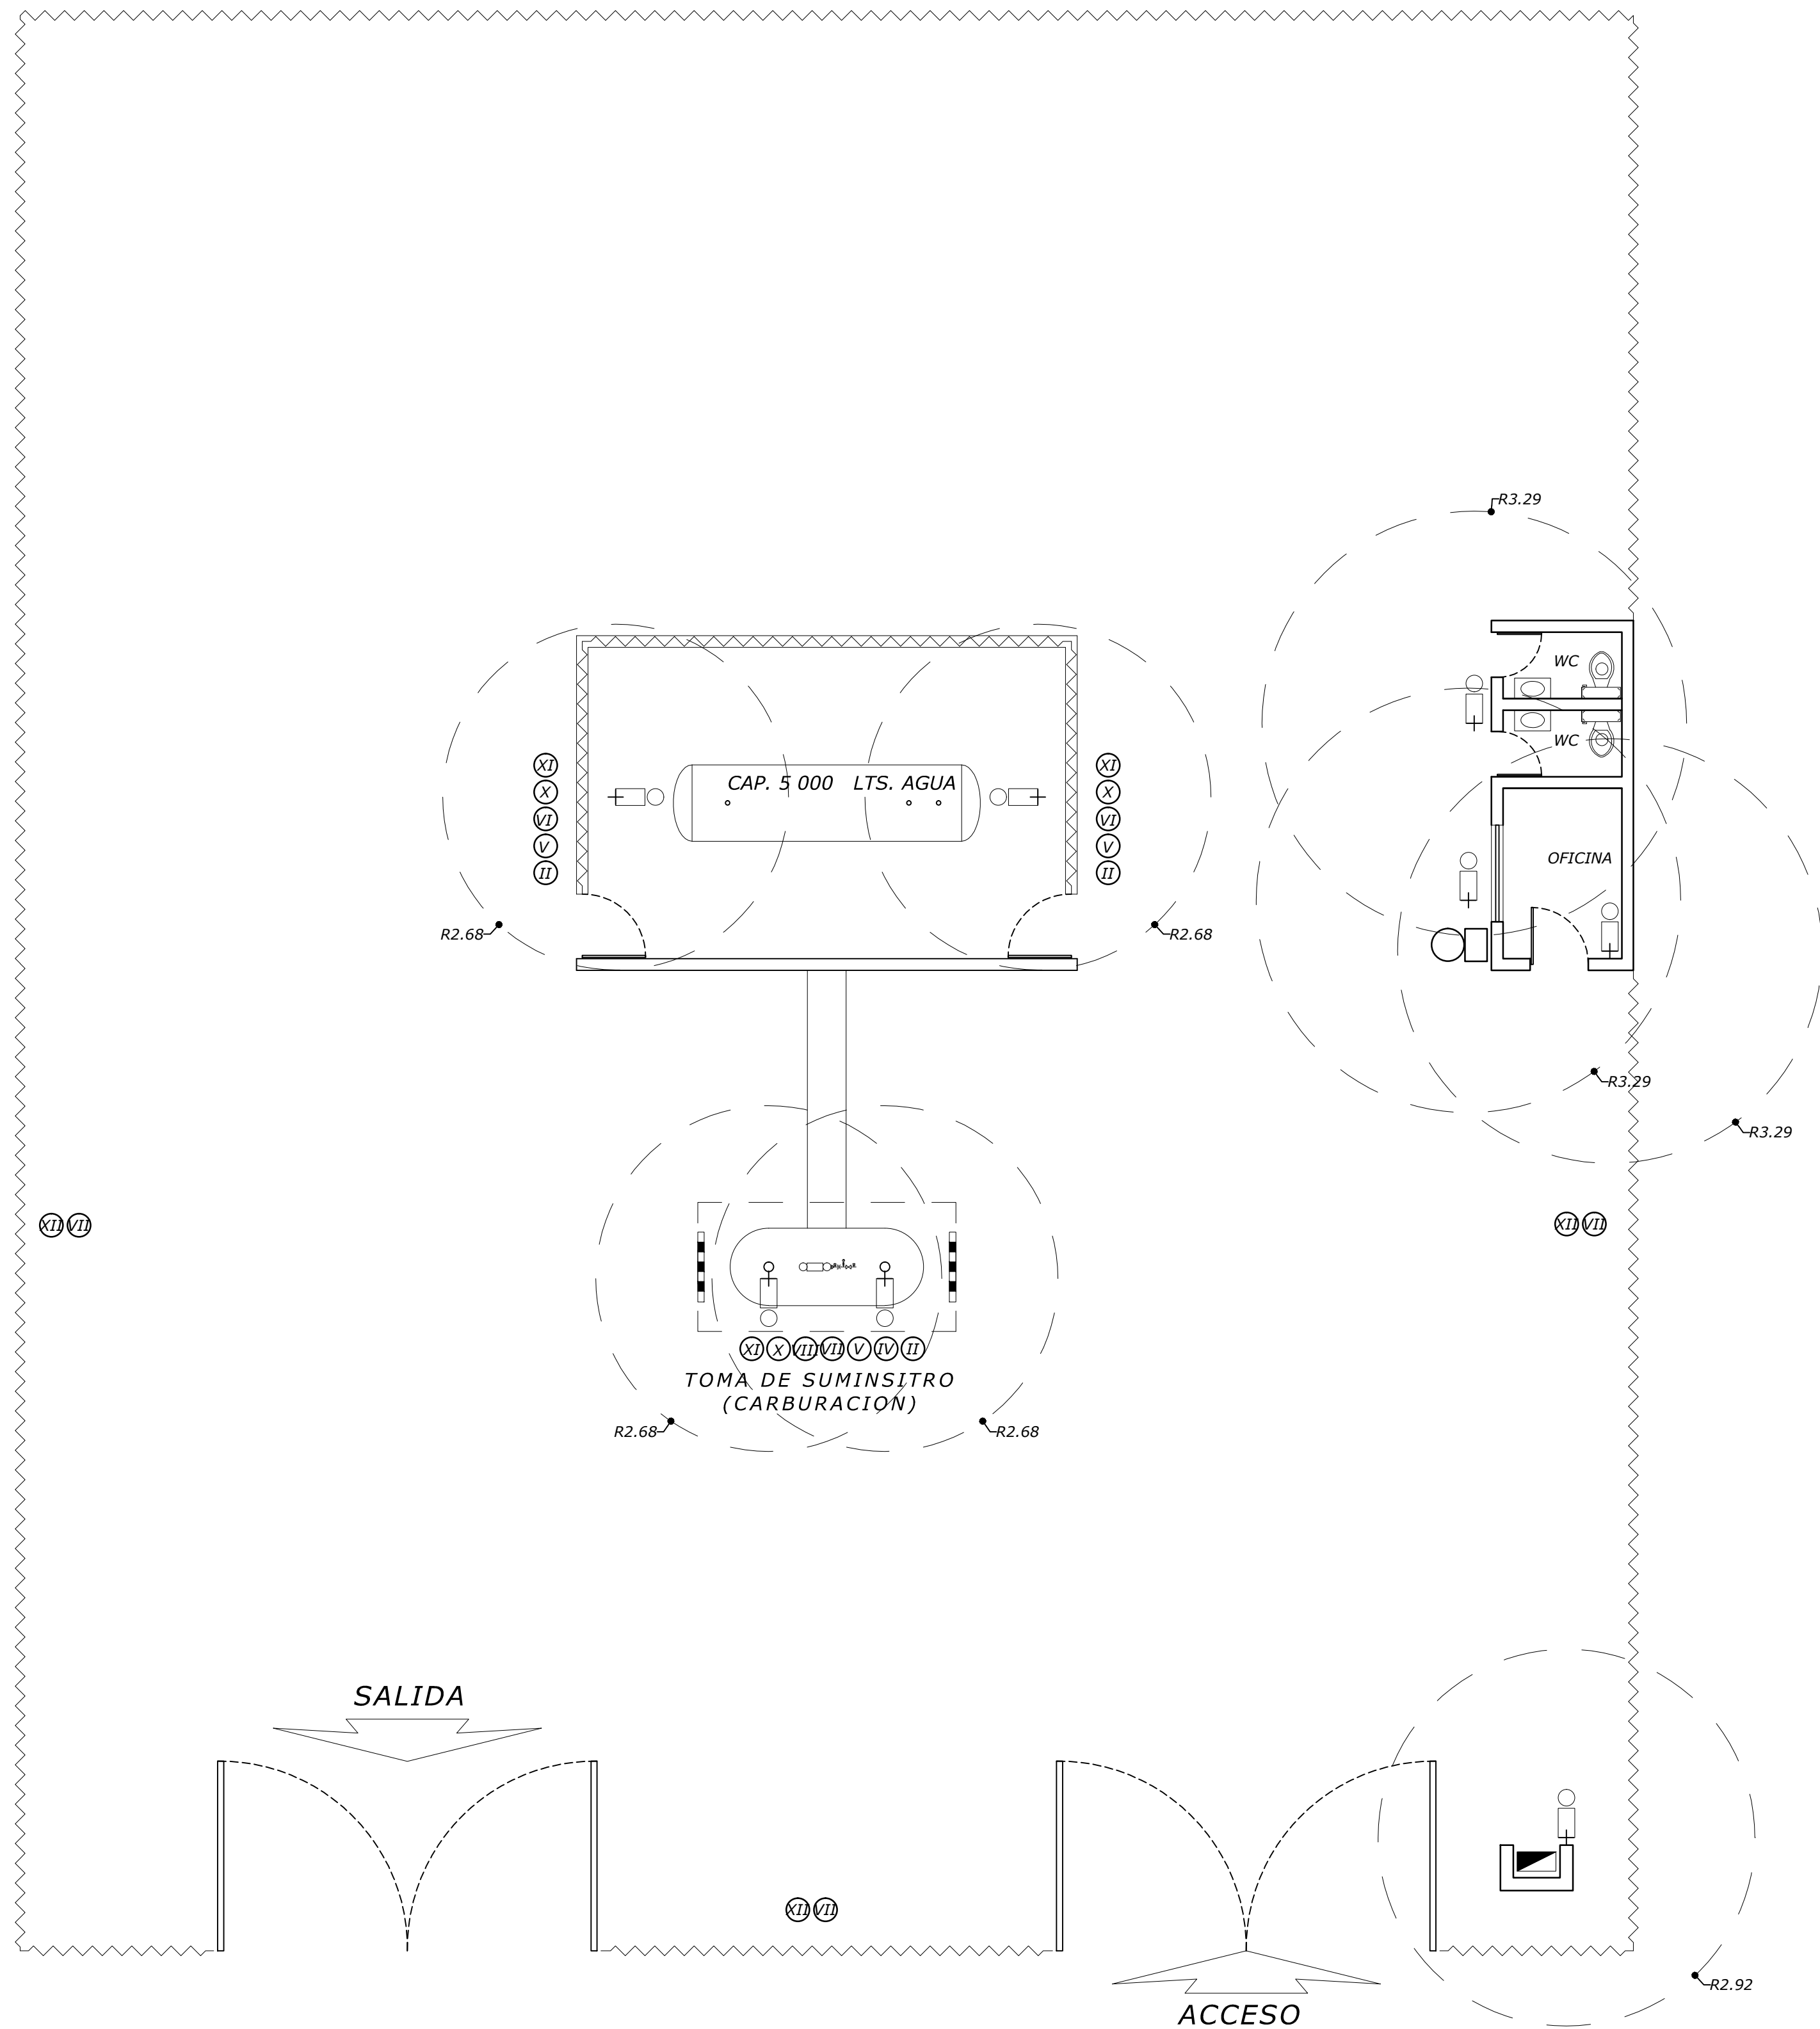 R3.29
WC
WC
CAP. 5 000 LTS. AGUA
XI
X
VI
V
II
XI
X
VI
V
II
OFICINA
R2.68
R2.68
R3.29
R3.29
XII VII
XII VII
XI X VIII VII V IV II
TOMA DE SUMINSITRO
(CARBURACION)
R2.68
R2.68
SALIDA
XII VII
R2.92
ACCESO